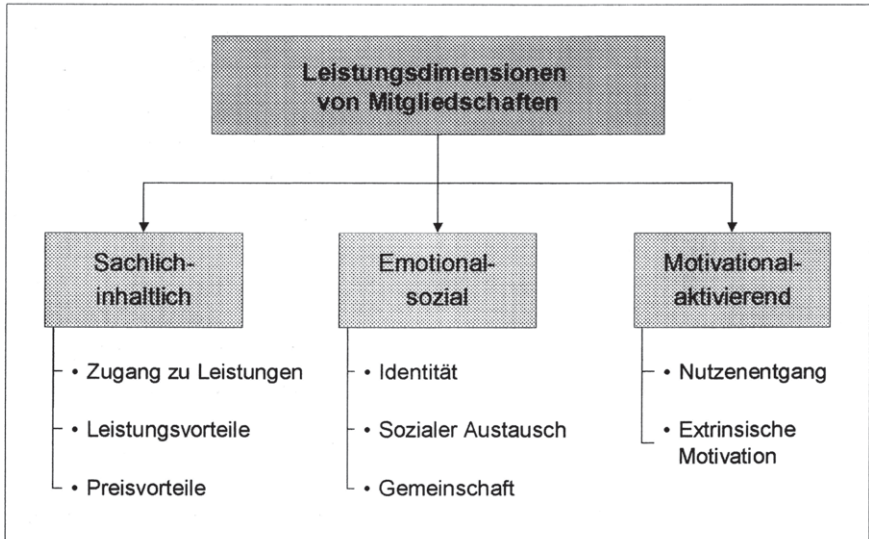 Leistungsdimensionen
von Mitgliedschaften
Sachlich-
inhaltlich
• Zugang zu Leistungen
• Leistungsvorteile
• Preisvorteile
Emotional-
sozial
• Identität
• Sozialer Austausch
• Gemeinschaft
Motivational-
aktivierend
• Nutzenentgang
• Extrinsische
Motivation